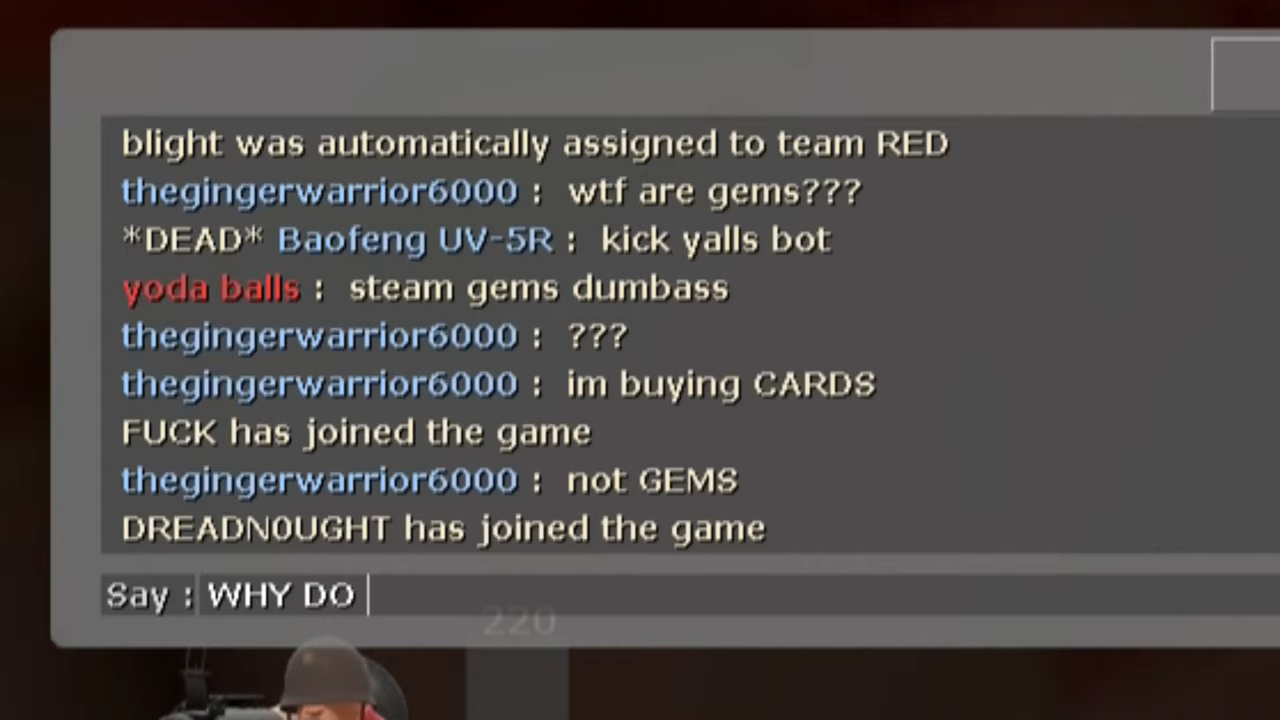 blight was automatically assigned to team RED
thegingerwarrior6000 :  wtf are gems???
*DEAD* Baofeng UV-5R :  kick yalls bot
yoda balls :  steam gems dumbass
thegingerwarrior6000 :  ???
thegingerwarrior6000 :  im buying CARDS
FUCK has joined the game
thegingerwarrior6000 :  not GEMS
DREADN0UGHT has joined the game
Say : WHY DO
220